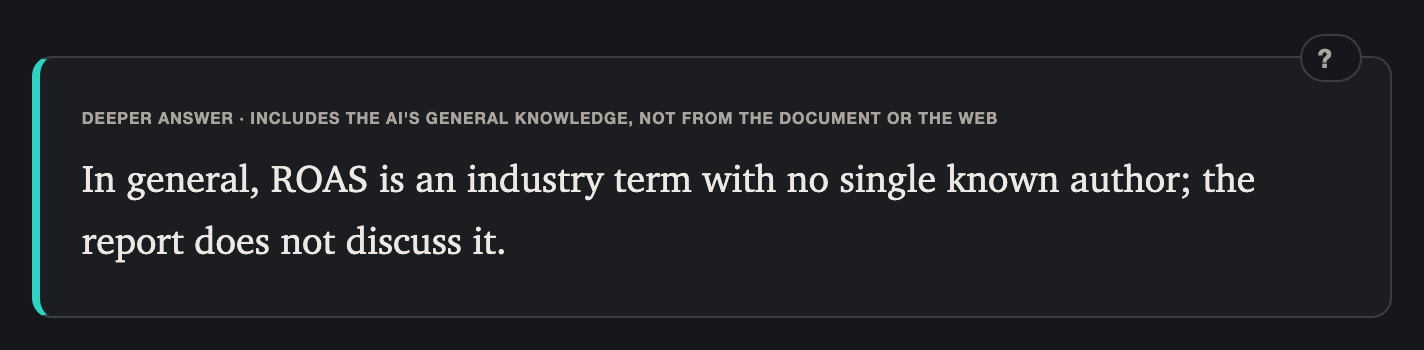 ?
DEEPER ANSWER · INCLUDES THE AI'S GENERAL KNOWLEDGE, NOT FROM THE DOCUMENT OR THE WEB
In general, ROAS is an industry term with no single known author; the
report does not discuss it.